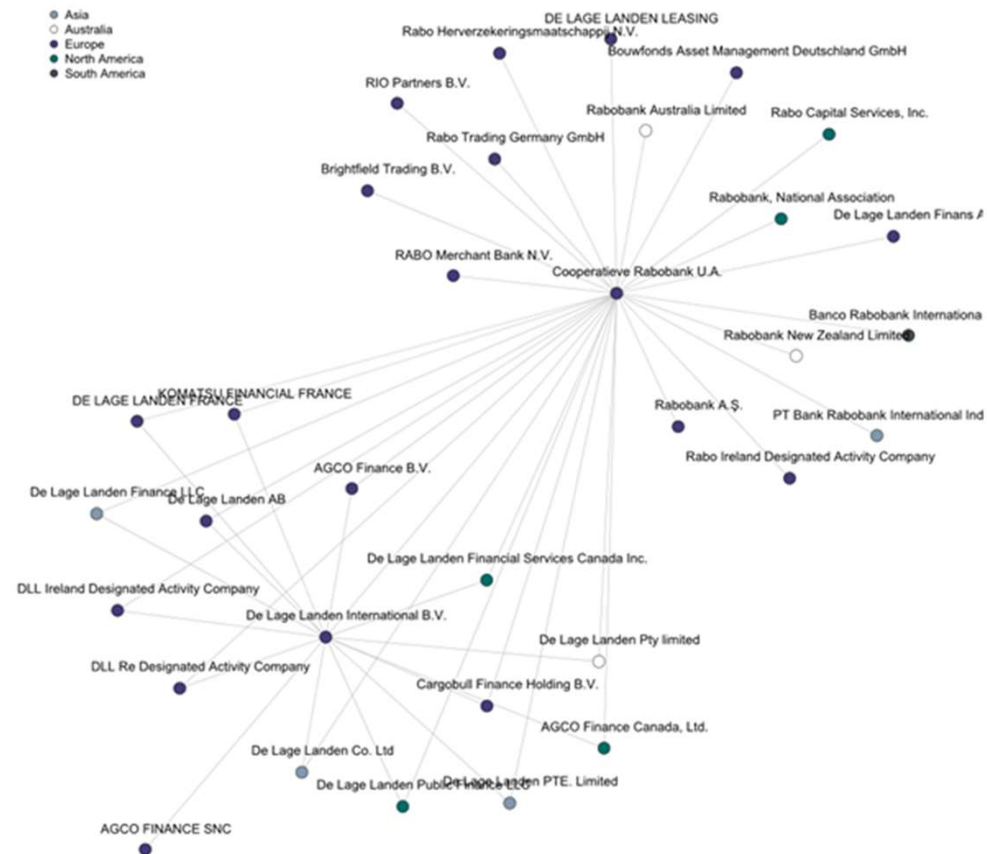 Asia
Australia
Europe
North America
South America
DE LAGE LANDEN LEASING
Rabo Herverzekeringsmaatschappij N.V.
Bouwfonds Asset Management Deutschland GmbH
RIO Partners B.V.
Rabobank Australia Limited
Rabo Capital Services, Inc.
Rabo Trading Germany GmbH
Brightfield Trading B.V.
Rabobank, National Association
De Lage Landen Finans A
RABO Merchant Bank N.V.
Cooperatieve Rabobank U.A.
Banco Rabobank Internationa
Rabobank New Zealand Limited
KOMATSU FINANCIAL FRANCE
DE LAGE LANDEN FRANCE
Rabobank A.Ş.
PT Bank Rabobank International Ind
Rabo Ireland Designated Activity Company
AGCO Finance B.V.
De Lage Landen Finance LLC
De Lage Landen AB
De Lage Landen Financial Services Canada Inc.
DLL Ireland Designated Activity Company
De Lage Landen International B.V.
De Lage Landen Pty limited
DLL Re Designated Activity Company
Cargobull Finance Holding B.V.
AGCO Finance Canada, Ltd.
De Lage Landen Co. Ltd
De Lage Landen PTE. Limited
De Lage Landen Public Finance LLC
AGCO FINANCE SNC